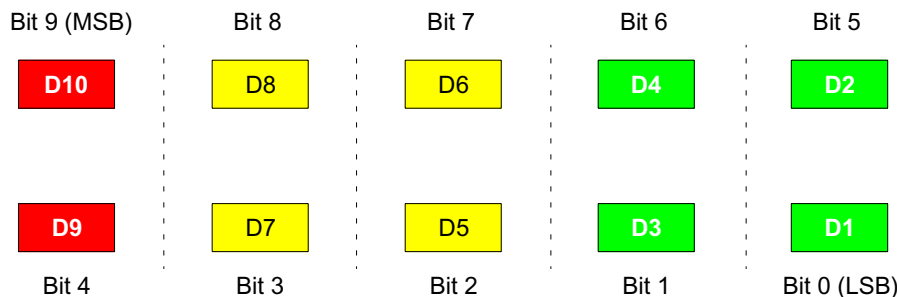 Bit 9 (MSB) Bit 8 Bit 7 Bit 6 Bit 5
D10 D8 D6 D4 D2
D9 D7 D5 D3 D1
Bit 4 Bit 3 Bit 2 Bit 1 Bit 0 (LSB)